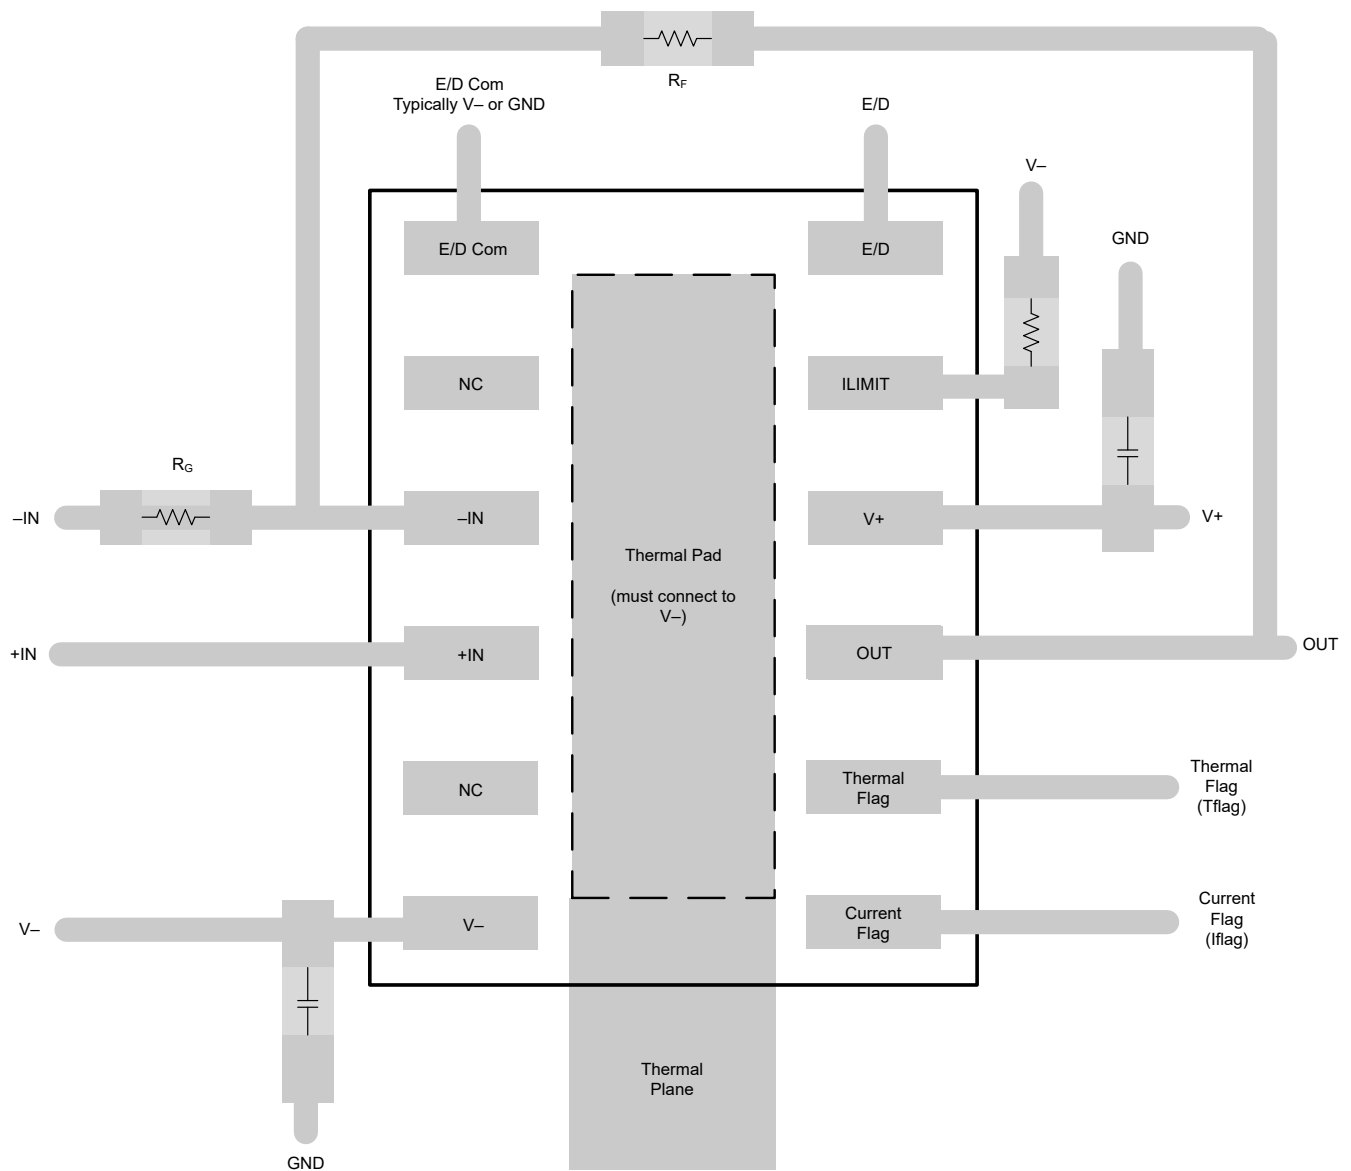 R_F
E/D Com
Typically V– or GND
E/D
V–
GND
E/D Com
E/D
NC
ILIMIT
R_G
–IN
–IN
V+
V+
Thermal Pad
(must connect to
V–)
+IN
+IN
OUT
OUT
NC
Thermal
Flag
Thermal
Flag
(Tflag)
V–
V–
Current
Flag
Current
Flag
(Iflag)
Thermal
Plane
GND